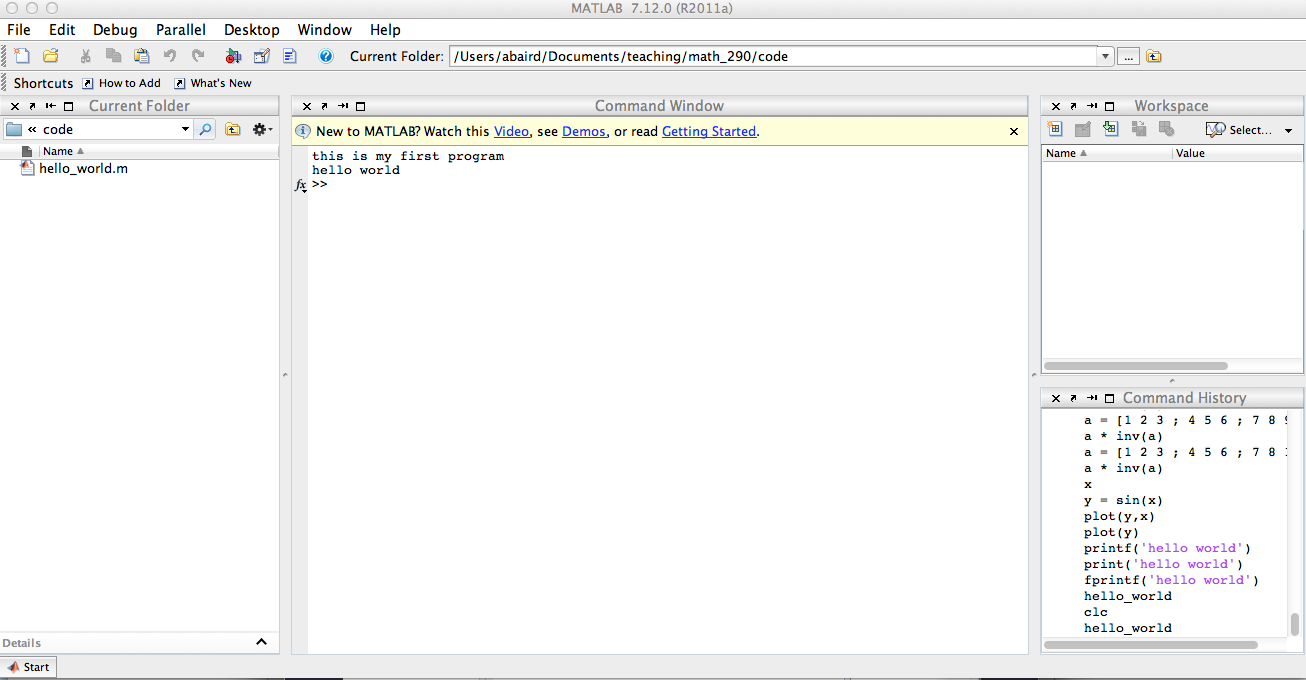 MATLAB 7.12.0 (R2011a)
File Edit Debug Parallel Desktop Window Help
Current Folder: /Users/abaird/Documents/teaching/math_290/code ...
Shortcuts How to Add What's New
Current Folder
« code
Name
hello_world.m
Details
Start
Command Window
New to MATLAB? Watch this Video, see Demos, or read Getting Started.
this is my first program
hello world
fx >>
Workspace
Select...
Name Value
Command History
a = [1 2 3 ; 4 5 6 ; 7 8
a * inv(a)
a = [1 2 3 ; 4 5 6 ; 7 8
a * inv(a)
x
y = sin(x)
plot(y,x)
plot(y)
printf('hello world')
print('hello world')
fprintf('hello world')
hello_world
clc
hello_world